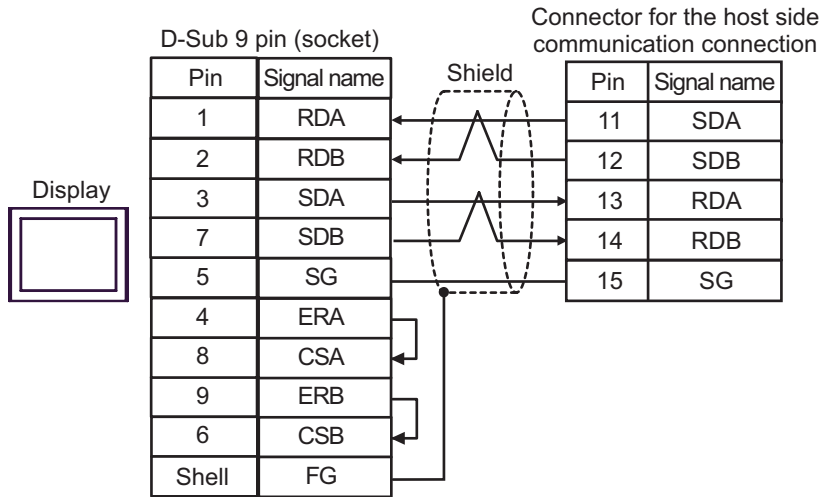 Connector for the host side
communication connection
D-Sub 9 pin (socket)
Shield
Display
Pin Signal name
1 RDA
2 RDB
3 SDA
7 SDB
5 SG
4 ERA
8 CSA
9 ERB
6 CSB
Shell FG
Pin Signal name
11 SDA
12 SDB
13 RDA
14 RDB
15 SG